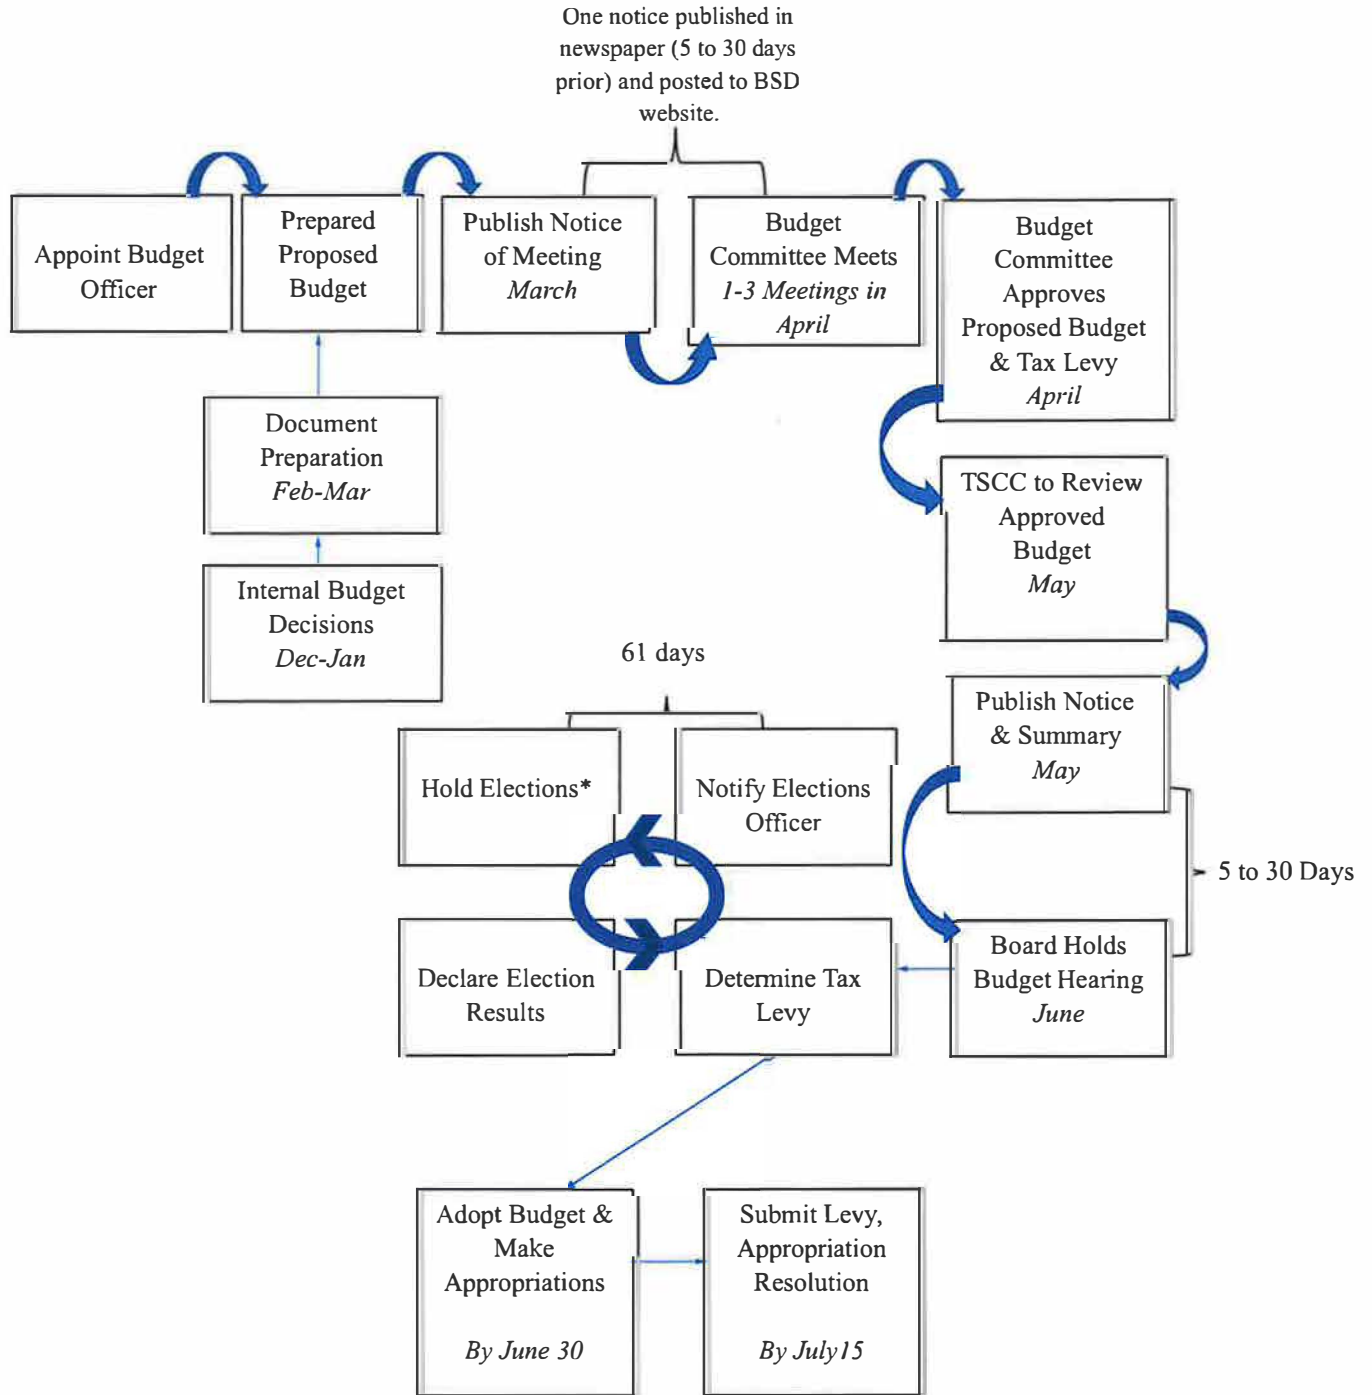 One notice published in
newspaper (5 to 30 days
prior) and posted to BSD
website.
Appoint Budget
Officer
Prepared
Proposed
Budget
Publish Notice
of Meeting
March
Budget
Committee Meets
1-3 Meetings in
April
Budget
Committee
Approves
Proposed Budget
& Tax Levy
April
Document
Preparation
Feb-Mar
TSCC to Review
Approved
Budget
May
Internal Budget
Decisions
Dec-Jan
61 days
Publish Notice
& Summary
May
Hold Elections*
Notify Elections
Officer
5 to 30 Days
Declare Election
Results
Determine Tax
Levy
Board Holds
Budget Hearing
June
Adopt Budget &
Make
Appropriations
By June 30
Submit Levy,
Appropriation
Resolution
By July15